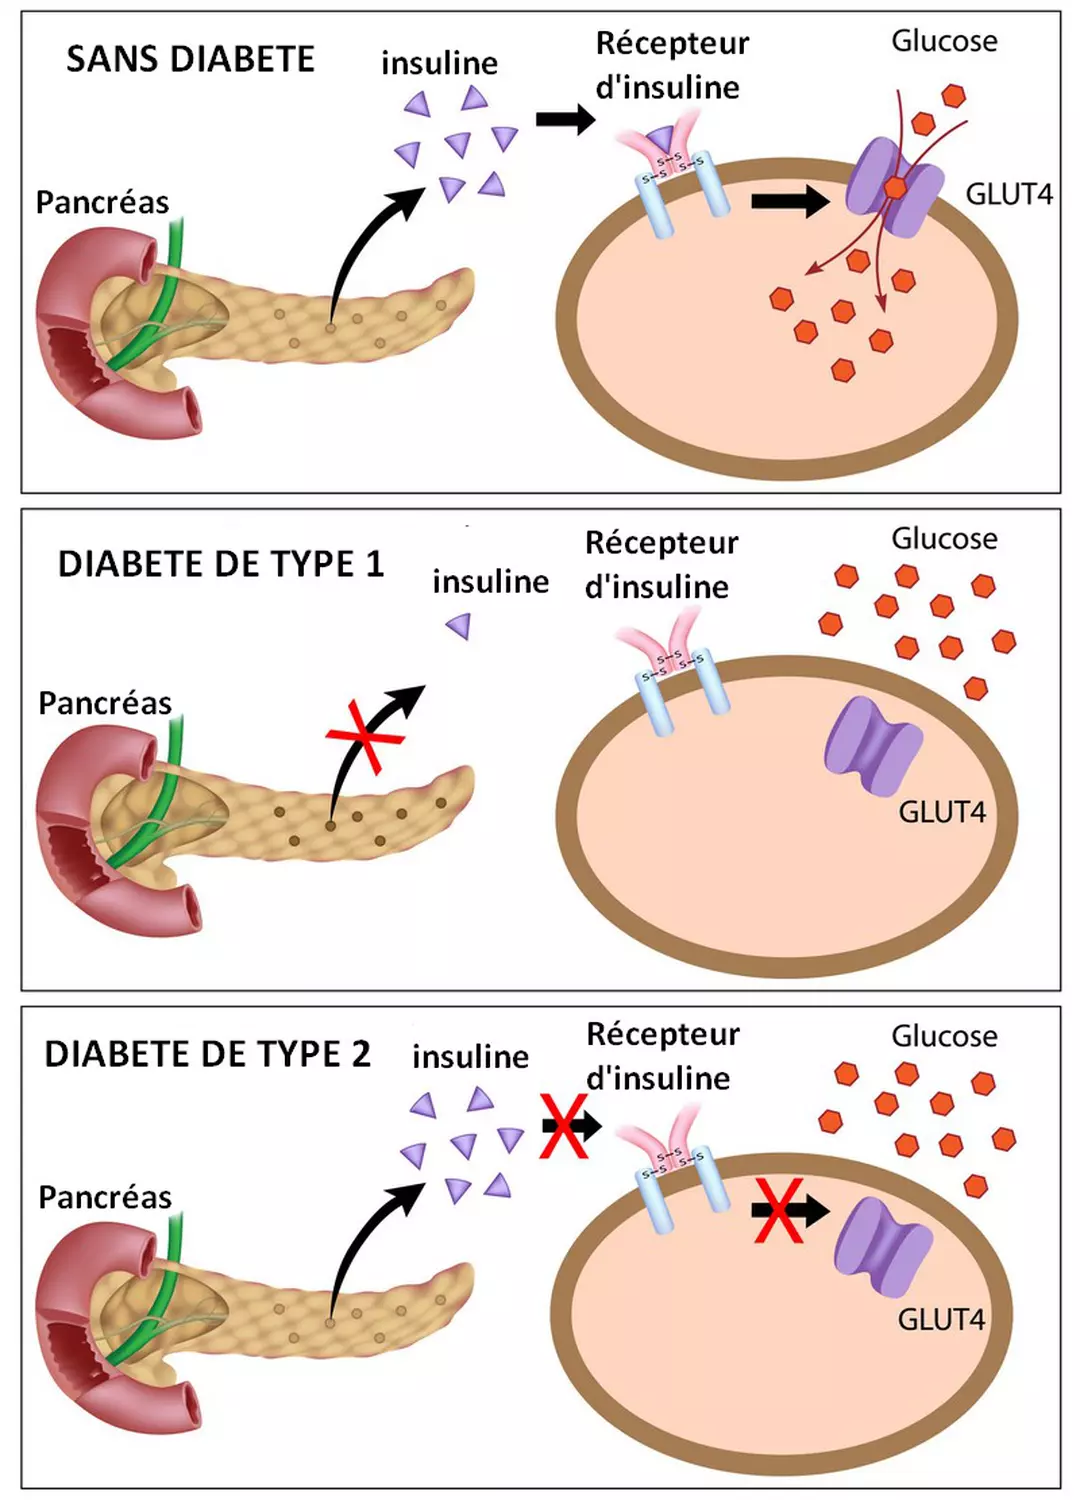 SANS DIABETE
insuline
Récepteur
d'insuline
Glucose
Pancréas
GLUT4
S-S
S-S
S-S
DIABETE DE TYPE 1
insuline
Récepteur
d'insuline
Glucose
Pancréas
GLUT4
S-S
S-S
S-S
DIABETE DE TYPE 2
insuline
Récepteur
d'insuline
Glucose
Pancréas
GLUT4
S-S
S-S
S-S